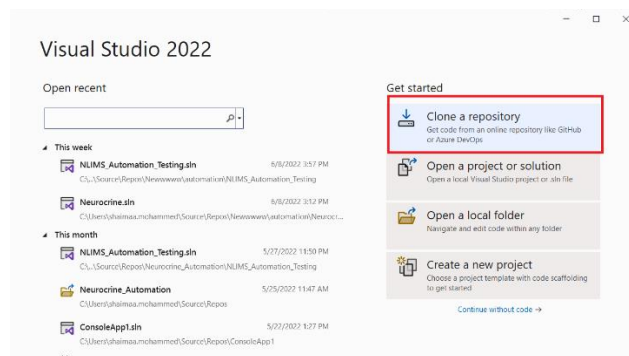 Visual Studio 2022
Open recent
This week
NLIMS_Automation_Testing.sln 6/8/2022 3:57 PM
C:\...\Source\Repos\Newwwww\automation\NLIMS_Automation_Testing
Neurocrine.sln 6/8/2022 3:12 PM
C:\Users\shaimaa.mohammed\Source\Repos\Newwwww\automation\Neurocr...
This month
NLIMS_Automation_Testing.sln 5/27/2022 11:50 PM
C:\...\Source\Repos\Neurocrine_Automation\NLIMS_Automation_Testing
Neurocrine_Automation 5/25/2022 11:47 AM
C:\Users\shaimaa.mohammed\Source\Repos
ConsoleApp1.sln 5/22/2022 1:27 PM
C:\Users\shaimaa.mohammed\Source\Repos\ConsoleApp1
Get started
Clone a repository
Get code from an online repository like GitHub
or Azure DevOps
Open a project or solution
Open a local Visual Studio project or .sln file
Open a local folder
Navigate and edit code within any folder
Create a new project
Choose a project template with code scaffolding
to get started
Continue without code →